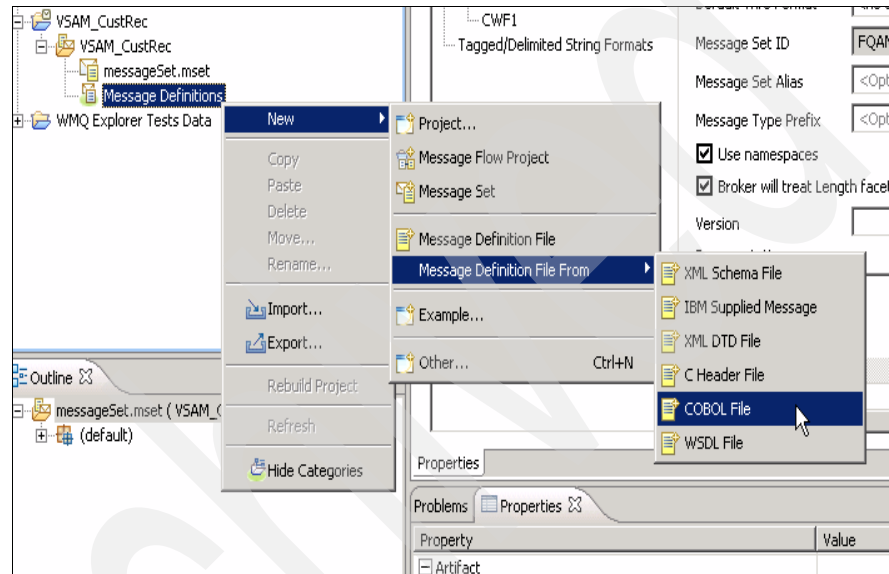 VSAM_CustRec
VSAM_CustRec
messageSet.mset
Message Definitions
WMQ Explorer Tests Data
CWF1
Tagged/Delimited String Formats
Message Set ID
Message Set Alias
<Opt
Message Type Prefix
<Opt
Use namespaces
Broker will treat Length facet
Version
New
Copy
Paste
Delete
Move...
Rename...
Import...
Export...
Rebuild Project
Refresh
Hide Categories
Project...
Message Flow Project
Message Set
Message Definition File
Message Definition File From
Example...
Other... Ctrl+N
XML Schema File
IBM Supplied Message
XML DTD File
C Header File
COBOL File
WSDL File
Outline
messageSet.mset ( VSAM_C
(default)
Properties
Problems Properties
Property Value
Artifact